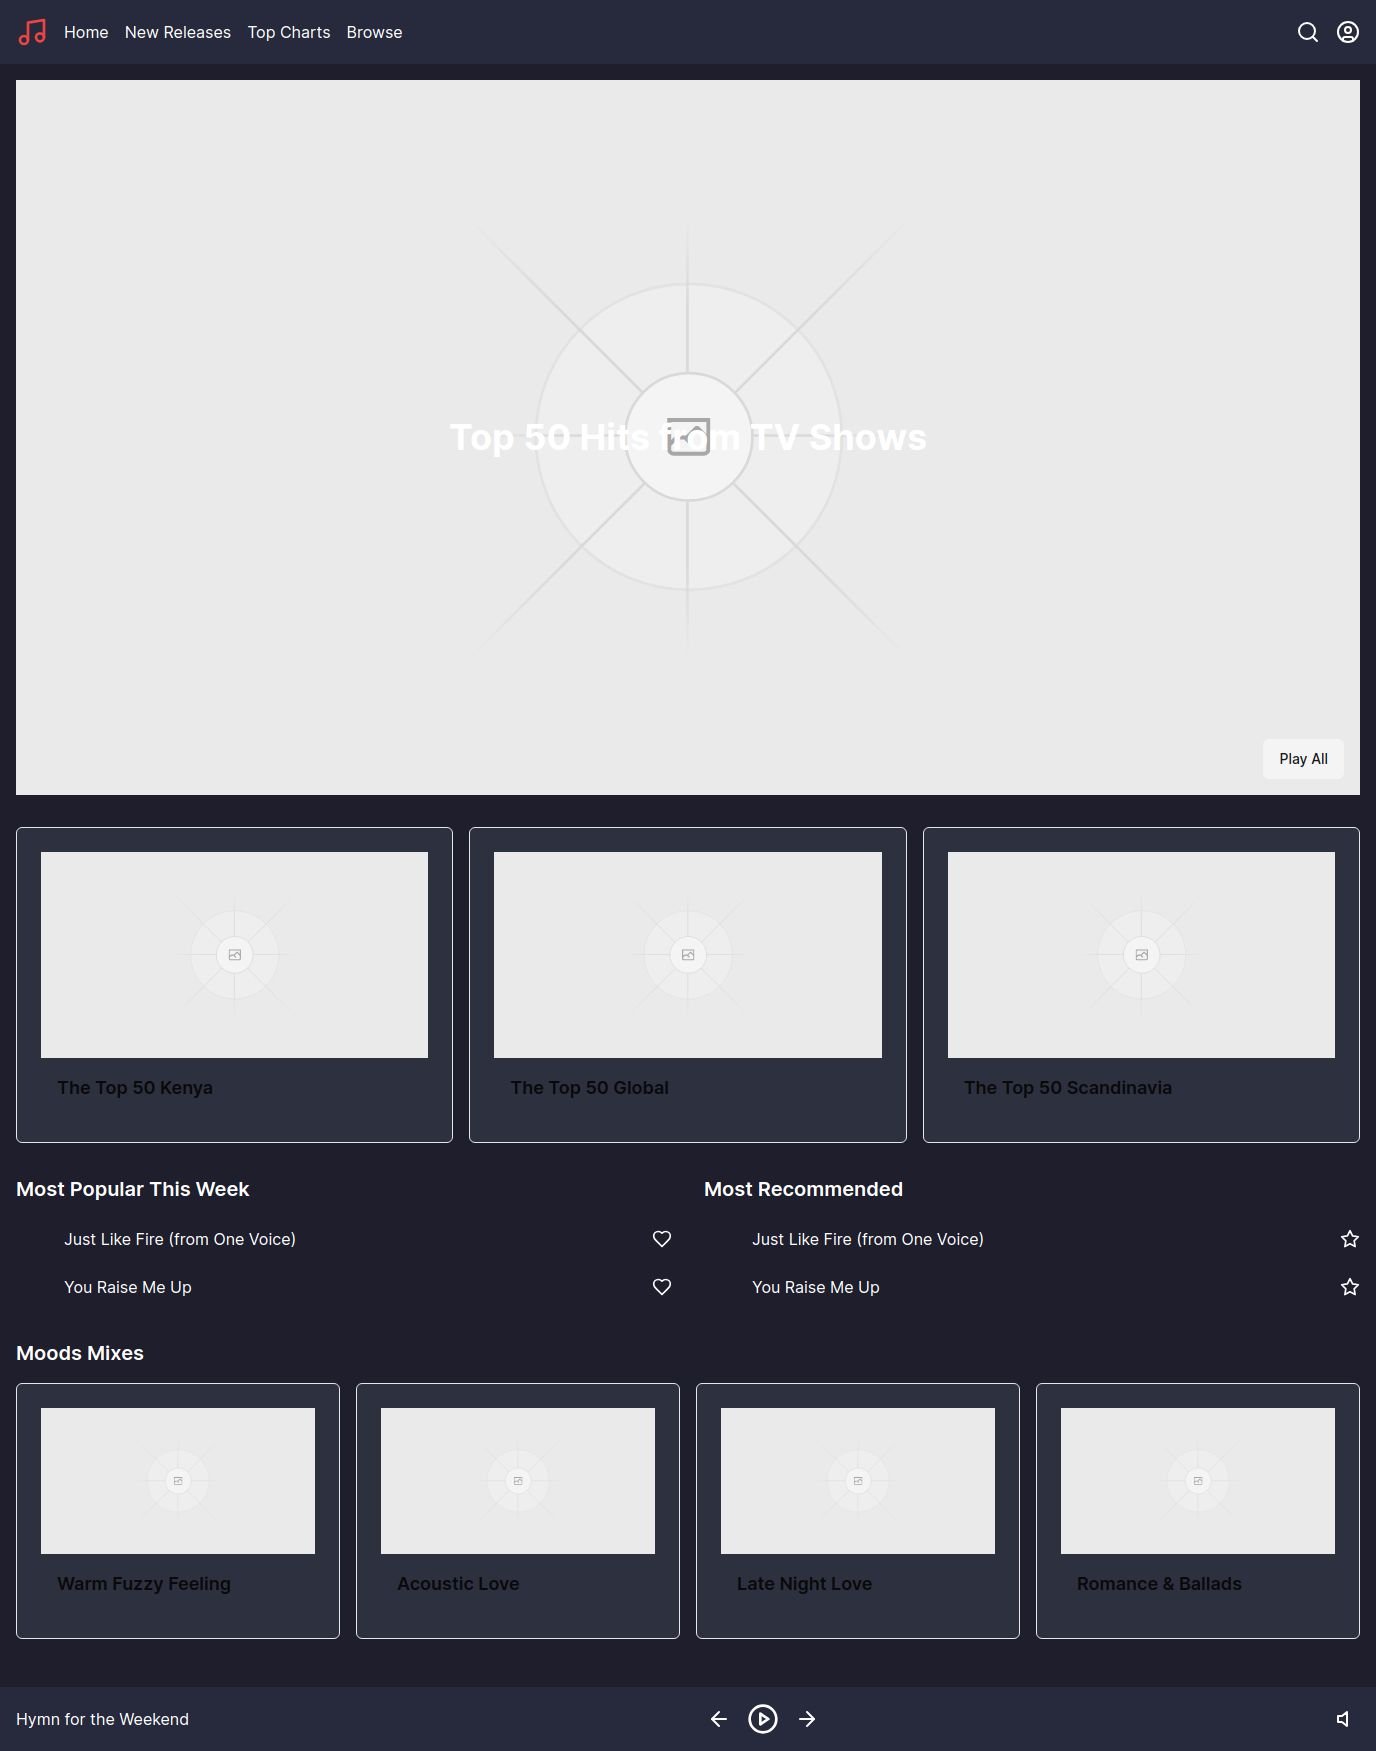 Home New Releases Top Charts Browse
Top 50 Hits from TV Shows
Play All
The Top 50 Kenya
The Top 50 Global
The Top 50 Scandinavia
Most Popular This Week
Just Like Fire (from One Voice)
You Raise Me Up
Most Recommended
Just Like Fire (from One Voice)
You Raise Me Up
Moods Mixes
Warm Fuzzy Feeling
Acoustic Love
Late Night Love
Romance & Ballads
Hymn for the Weekend